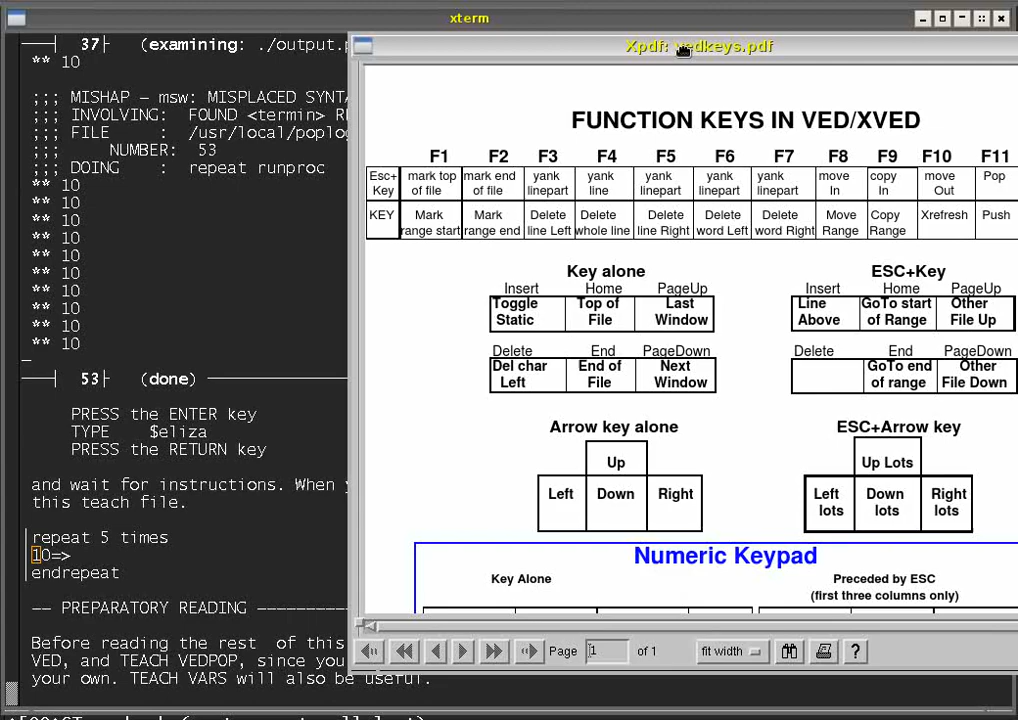 xterm
37 (examining: ./output.p
** 10
;;; MISHAP - msw: MISPLACED SYNTA
;;; INVOLVING: FOUND <termin> RE
;;; FILE : /usr/local/poplog
;;; NUMBER: 53
;;; DOING : repeat runproc
** 10
** 10
** 10
** 10
** 10
** 10
** 10
** 10
** 10
** 10
53 (done)
PRESS the ENTER key
TYPE $eliza
PRESS the RETURN key
and wait for instructions. When y
this teach file.
repeat 5 times
10=>
endrepeat
-- PREPARATORY READING
Before reading the rest of this
VED, and TEACH VEDPOP, since you
your own. TEACH VARS will also be useful.
Xpdf: vedkeys.pdf
FUNCTION KEYS IN VED/XVED
F1 F2 F3 F4 F5 F6 F7 F8 F9 F10 F11
Esc+ mark top mark end yank yank yank yank yank move copy move Pop
Key of file of file linepart line linepart linepart linepart In In Out
KEY Mark Mark Delete Delete Delete Delete Delete Move Copy Xrefresh Push
range start range end line Left whole line line Right word Left word Right Range Range
Key alone ESC+Key
Insert Home PageUp Insert Home PageUp
Toggle Top of Last Line GoTo start Other
Static File Window Above of Range File Up
Delete End PageDown Delete End PageDown
Del char End of Next GoTo end Other
Left File Window of range File Down
Arrow key alone ESC+Arrow key
Up Up Lots
Left Down Right Left Down Right
lots lots lots
Numeric Keypad
Key Alone Preceded by ESC
(first three columns only)
Page 1 of 1 fit width ?